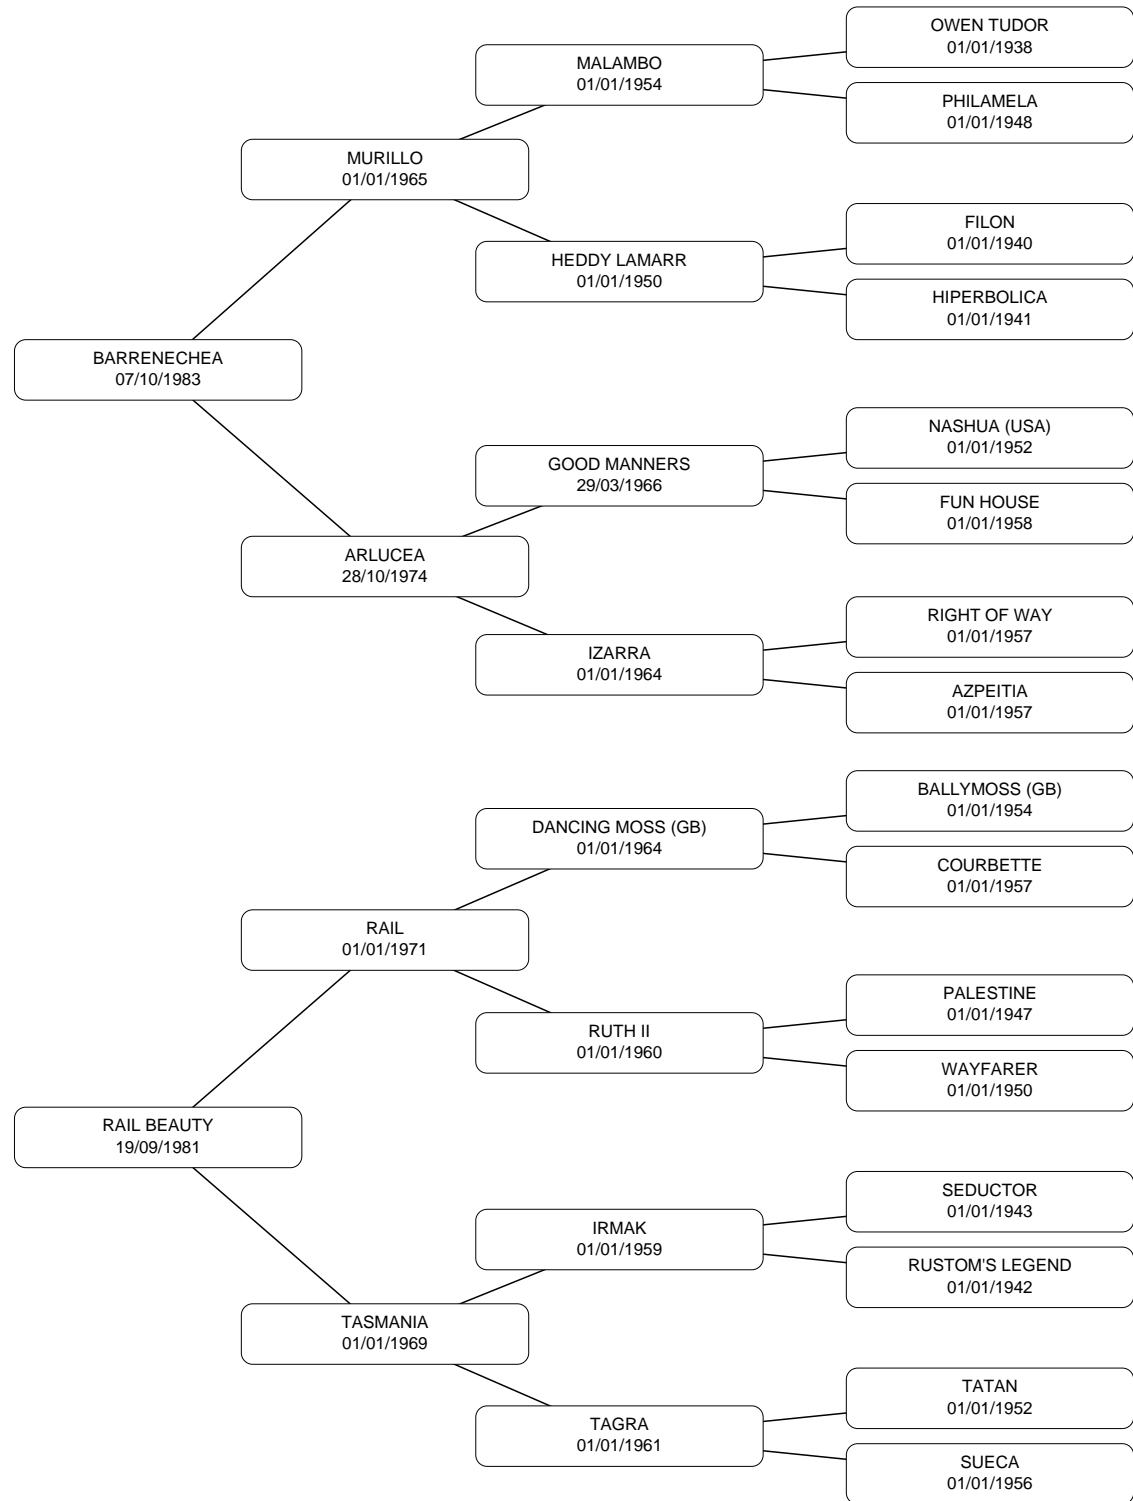 OWEN TUDOR
01/01/1938
MALAMBO
01/01/1954
PHILAMELA
01/01/1948
MURILLO
01/01/1965
FILON
01/01/1940
HEDDY LAMARR
01/01/1950
HIPERBOLICA
01/01/1941
BARRENECHEA
07/10/1983
NASHUA (USA)
01/01/1952
GOOD MANNERS
29/03/1966
FUN HOUSE
01/01/1958
ARLUCEA
28/10/1974
RIGHT OF WAY
01/01/1957
IZARRA
01/01/1964
AZPEITIA
01/01/1957
BALLYMOSS (GB)
01/01/1954
DANCING MOSS (GB)
01/01/1964
COURBETTE
01/01/1957
RAIL
01/01/1971
PALESTINE
01/01/1947
RUTH II
01/01/1960
WAYFARER
01/01/1950
RAIL BEAUTY
19/09/1981
SEDUCTOR
01/01/1943
IRMAK
01/01/1959
RUSTOM'S LEGEND
01/01/1942
TASMANIA
01/01/1969
TATAN
01/01/1952
TAGRA
01/01/1961
SUECA
01/01/1956